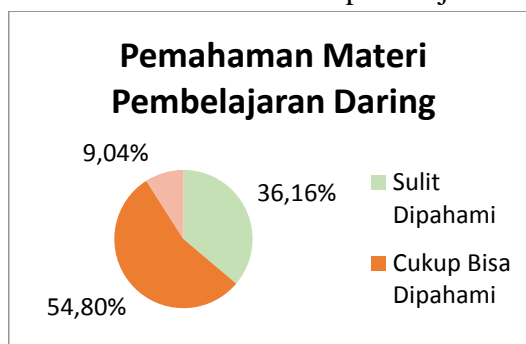 Pemahaman Materi
Pembelajaran Daring
9,04%
36,16%
54,80%
Sulit
Dipahami
Cukup Bisa
Dipahami